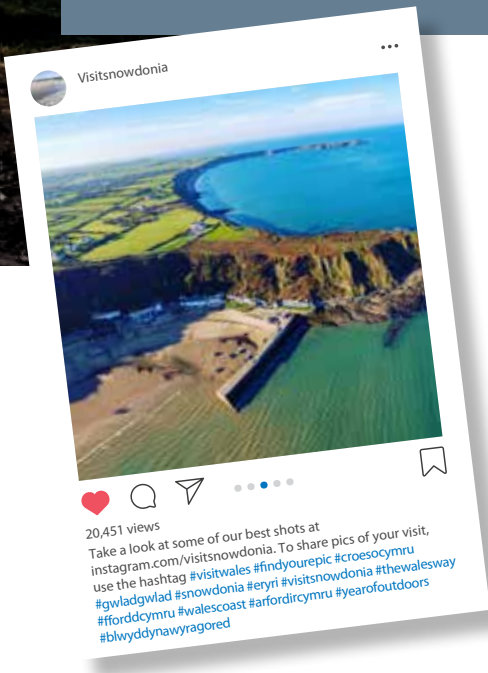 Visitsnowdonia
20,451 views
Take a look at some of our best shots at
instagram.com/visitsnowdonia. To share pics of your visit,
use the hashtag #visitwales #findyourepic #croesocymru
#gwladgwlad #snowdonia #eryri #visitsnowdonia #thewalesway
#fforddcymru #walescoast #arfordircymru #yearofoutdoors
#blwyddynawyragored